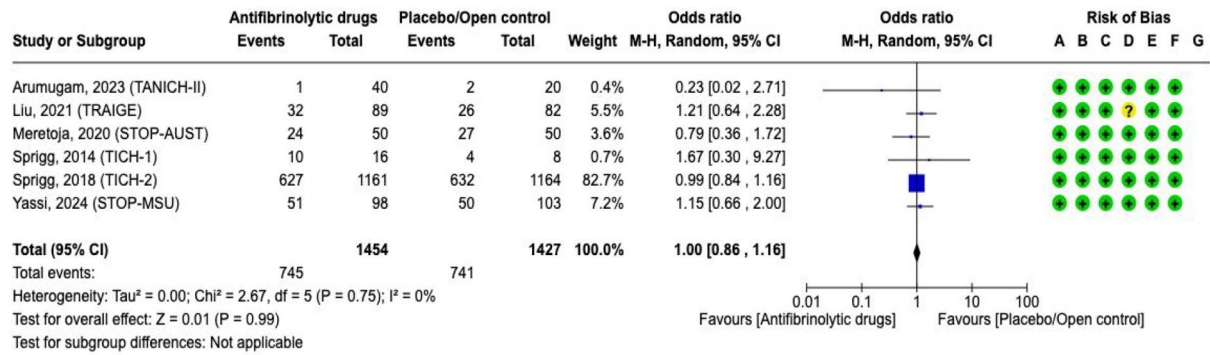 Antifibrinolytic drugs Placebo/Open control Odds ratio Odds ratio Risk of Bias
Study or Subgroup Events Total Events Total Weight M-H, Random, 95% CI M-H, Random, 95% CI A B C D E F G
Arumugam, 2023 (TANICH-II) 1 40 2 20 0.4% 0.23 [0.02 , 2.71] + + + + + +
Liu, 2021 (TRAIGE) 32 89 26 82 5.5% 1.21 [0.64 , 2.28] + + + ? + +
Meretoja, 2020 (STOP-AUST) 24 50 27 50 3.6% 0.79 [0.36 , 1.72] + + + + + +
Sprigg, 2014 (TICH-1) 10 16 4 8 0.7% 1.67 [0.30 , 9.27] + + + + + +
Sprigg, 2018 (TICH-2) 627 1161 632 1164 82.7% 0.99 [0.84 , 1.16] + + + + + +
Yassi, 2024 (STOP-MSU) 51 98 50 103 7.2% 1.15 [0.66 , 2.00] + + + + + +
Total (95% CI) 1454 1427 100.0% 1.00 [0.86 , 1.16]
Total events: 745 741
Heterogeneity: Tau² = 0.00; Chi² = 2.67, df = 5 (P = 0.75); I² = 0%
0.01 0.1 1 10 100
Test for overall effect: Z = 0.01 (P = 0.99) Favours [Antifibrinolytic drugs] Favours [Placebo/Open control]
Test for subgroup differences: Not applicable